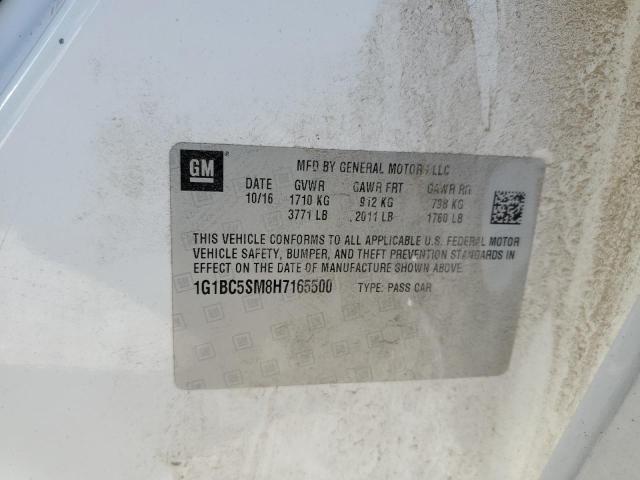 GM
MFD BY GENERAL MOTORS LLC
DATE GVWR GAWR FRT GAWR RR
10/16 1710 KG 912 KG 798 KG
3771 LB 2011 LB 1760 LB
THIS VEHICLE CONFORMS TO ALL APPLICABLE U.S. FEDERAL MOTOR
VEHICLE SAFETY, BUMPER, AND THEFT PREVENTION STANDARDS IN
EFFECT ON THE DATE OF MANUFACTURE SHOWN ABOVE.
1G1BC5SM8H7165500 TYPE: PASS CAR